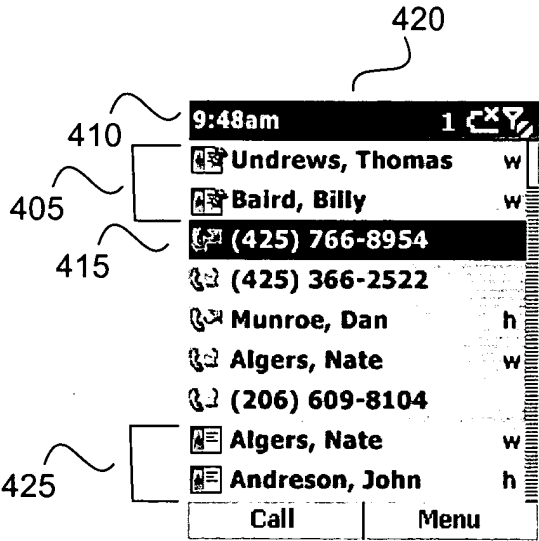 420
410
9:48am 1
Undrews, Thomas w
405
Baird, Billy w
415
(425) 766-8954
(425) 366-2522
Munroe, Dan h
Algers, Nate w
(206) 609-8104
425
Algers, Nate w
Andreson, John h
Call Menu